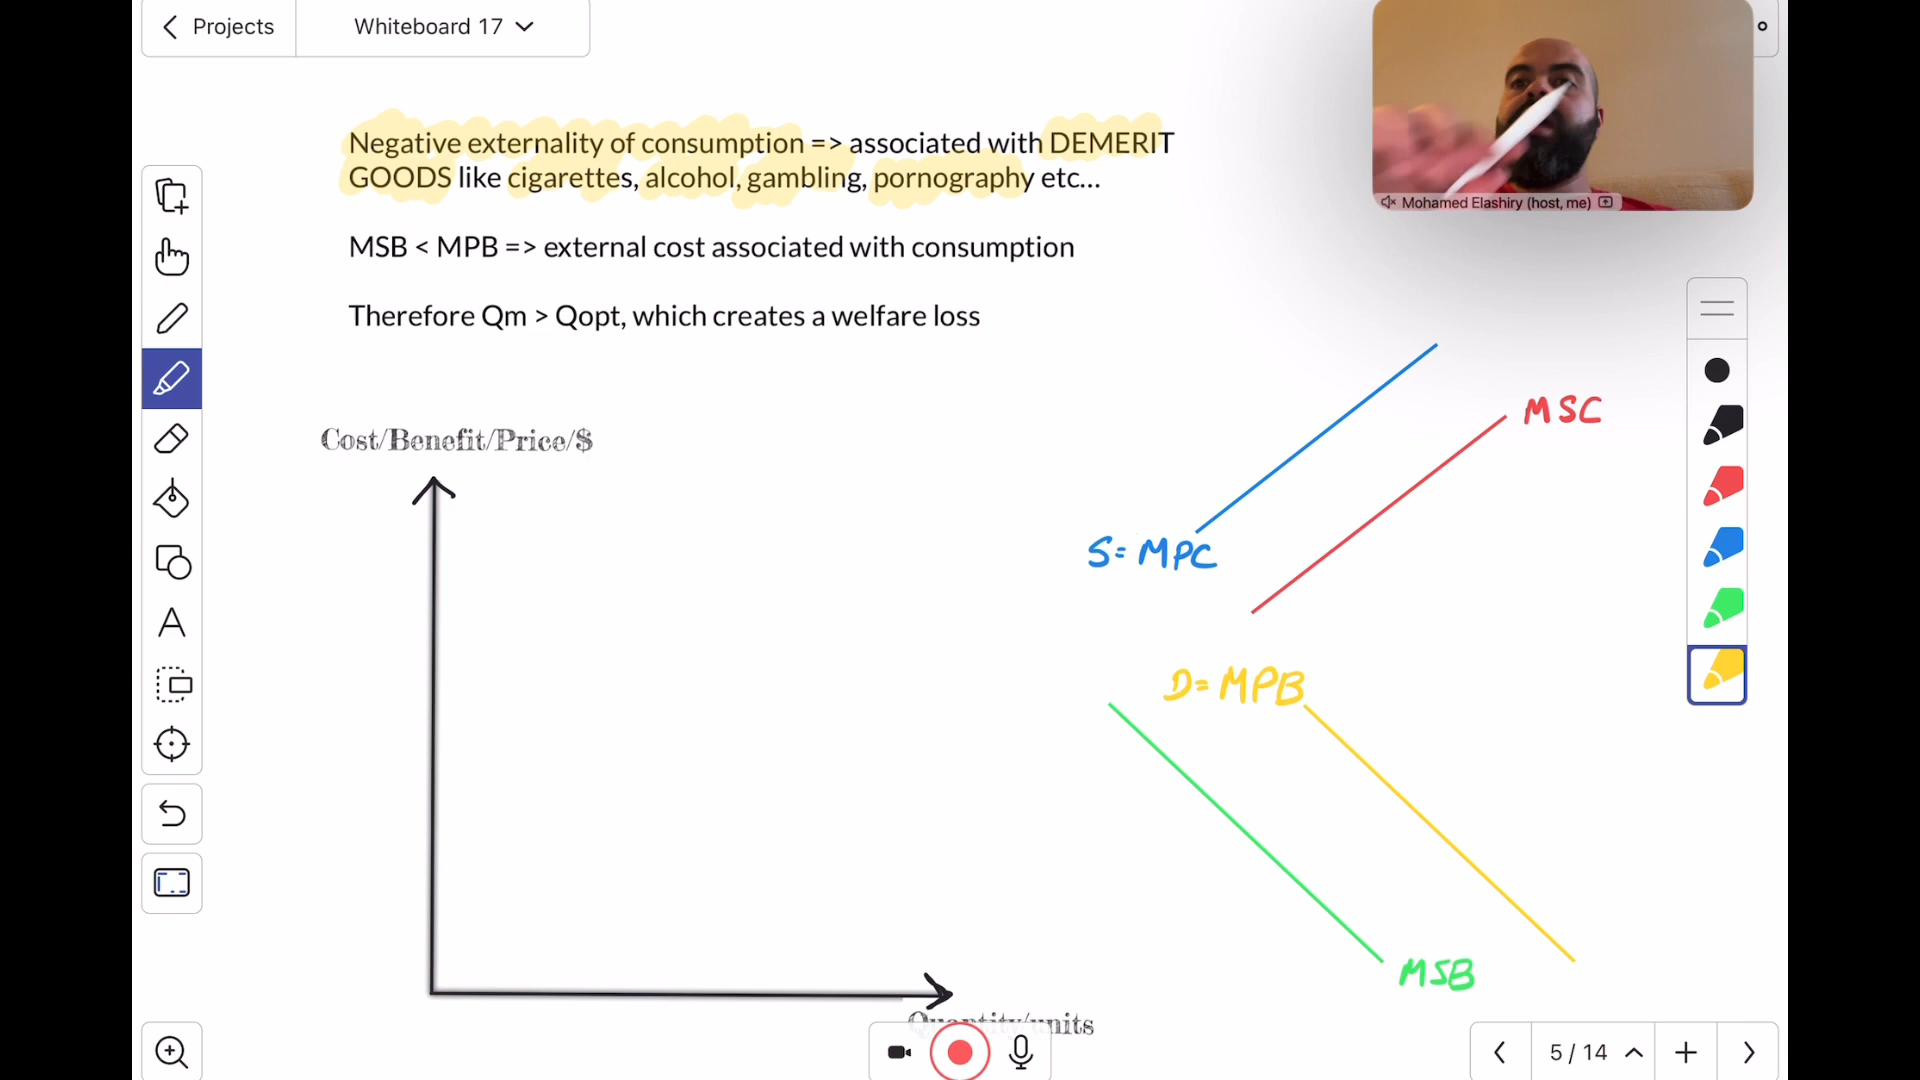 Projects
Whiteboard 17
Mohamed Elashiry (host, me)
Negative externality of consumption => associated with DEMERIT
GOODS like cigarettes, alcohol, gambling, pornography etc...
MSB < MPB => external cost associated with consumption
Therefore Qm > Qopt, which creates a welfare loss
Cost/Benefit/Price/$
MSC
S= MPC
D= MPB
MSB
Quantity/units
5 / 14